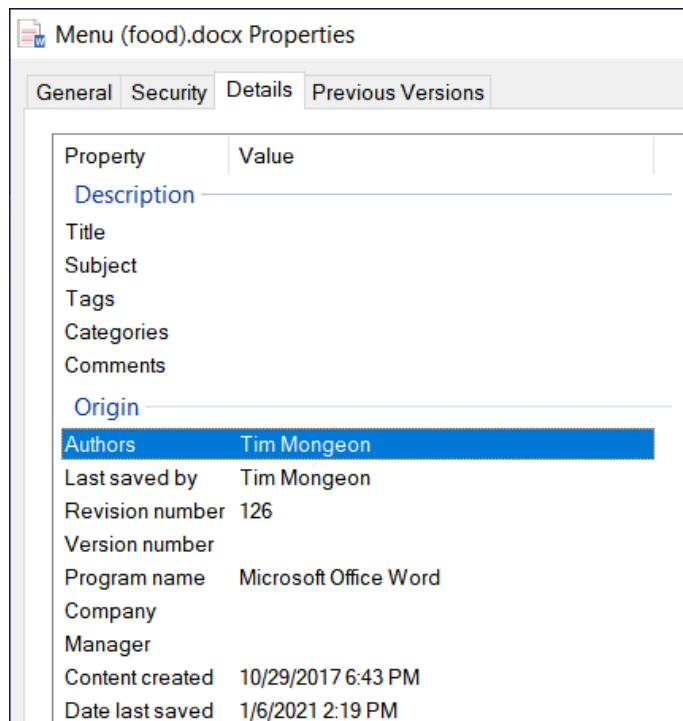 Menu (food).docx Properties
General Security Details Previous Versions
Property Value
Description
Title
Subject
Tags
Categories
Comments
Origin
Authors Tim Mongeon
Last saved by Tim Mongeon
Revision number 126
Version number
Program name Microsoft Office Word
Company
Manager
Content created 10/29/2017 6:43 PM
Date last saved 1/6/2021 2:19 PM